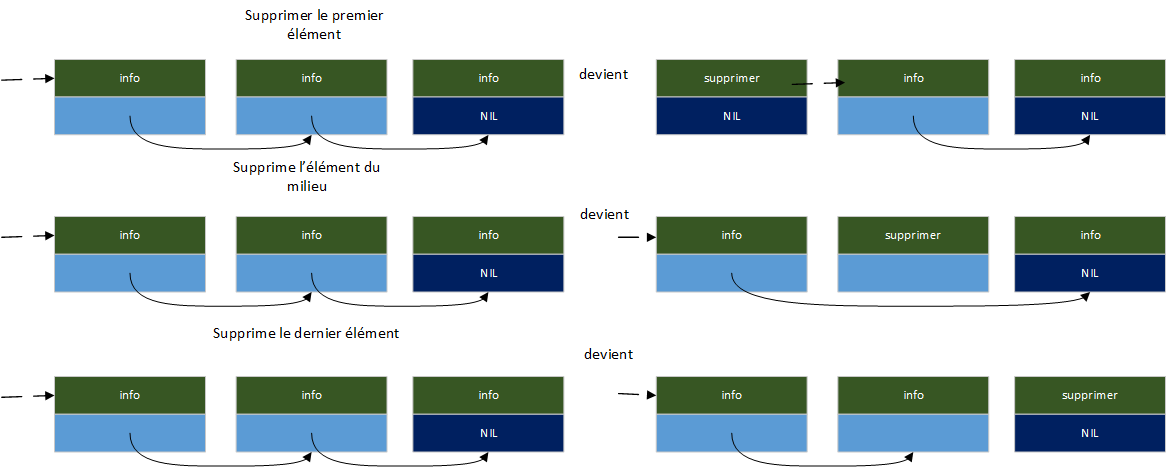 Supprimer le premier
élément
info info info devient supprimer info info
NIL NIL NIL
Supprime l’élément du
milieu
devient
info info info info supprimer info
NIL NIL
Supprime le dernier élément
devient
info info info info info supprimer
NIL NIL